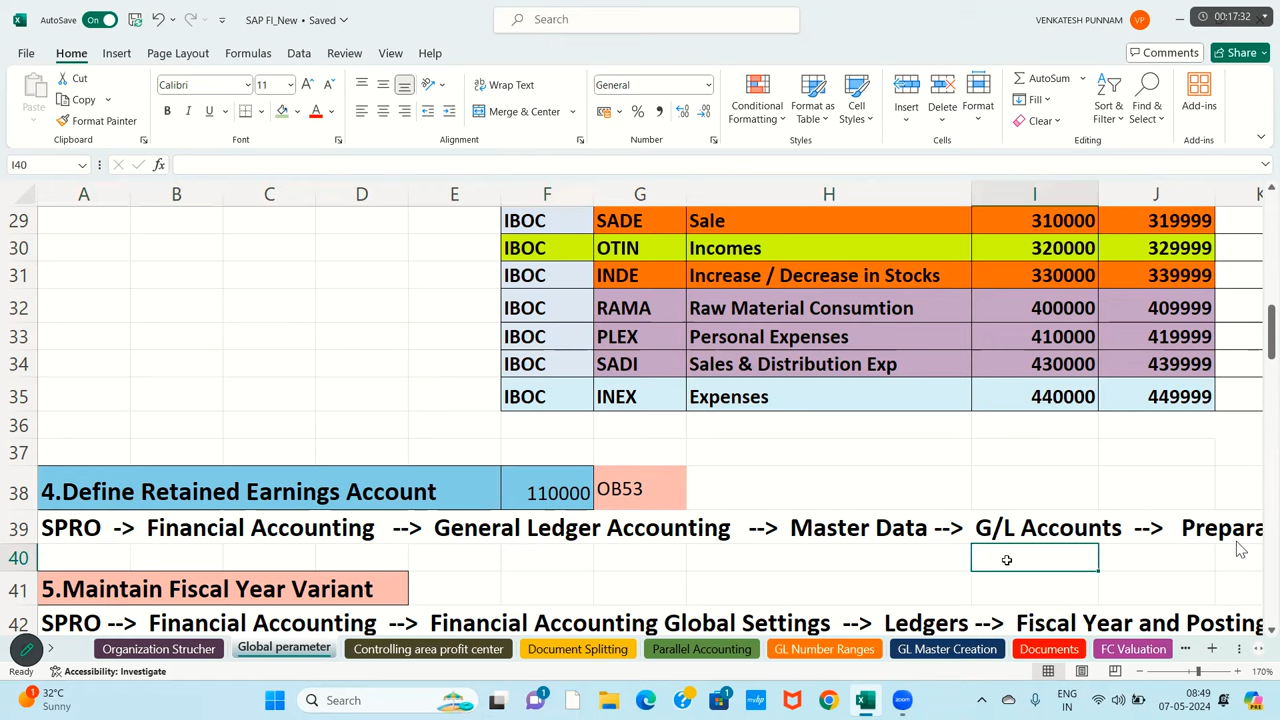 AutoSave On SAP FI_New • Saved Search VENKATESH PUNNAM VP 00:17:32
File Home Insert Page Layout Formulas Data Review View Help Comments Share
Paste Cut Copy Format Painter Calibri 11 Wrap Text Merge & Center General Conditional Formatting Format as Table Cell Styles Insert Delete Format AutoSum Fill Clear Sort & Filter Find & Select Add-ins
Clipboard Font Alignment Number Styles Cells Editing Add-ins
I40 fx
A B C D E F G H I J K
29 IBOC SADE Sale 310000 319999
30 IBOC OTIN Incomes 320000 329999
31 IBOC INDE Increase / Decrease in Stocks 330000 339999
32 IBOC RAMA Raw Material Consumtion 400000 409999
33 IBOC PLEX Personal Expenses 410000 419999
34 IBOC SADI Sales & Distribution Exp 430000 439999
35 IBOC INEX Expenses 440000 449999
36
37
38 4.Define Retained Earnings Account 110000 OB53
39 SPRO -> Financial Accounting --> General Ledger Accounting --> Master Data --> G/L Accounts --> Prepara
40
41 5.Maintain Fiscal Year Variant
42 SPRO --> Financial Accounting --> Financial Accounting Global Settings --> Ledgers --> Fiscal Year and Posting
Organization Strucher Global perameter Controlling area profit center Document Splitting Parallel Accounting GL Number Ranges GL Master Creation Documents FC Valuation
Ready Accessibility: Investigate 170%
32°C Sunny Search ENG IN 08:49 07-05-2024